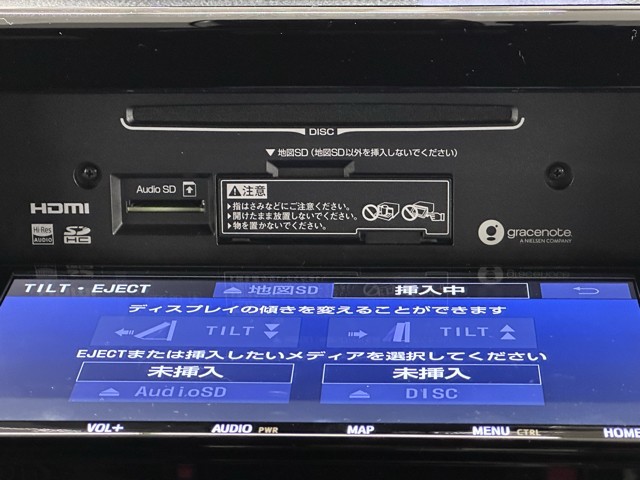 DISC
▼地図SD(地図SD以外を挿入しないでください)
Audio SD
注意
▶指はさみなどにご注意ください。
▶開けたまま放置しないでください。
▶物を置かないでください。
HDMI
Hi-Res AUDIO
SD HC
gracenote.
A NIELSEN COMPANY
TILT・EJECT
地図SD
挿入中
ディスプレイの傾きを変えることができます
TILT
TILT
EJECTまたは挿入したいメディアを選択してください
未挿入
未挿入
AudioSD
DISC
VOL+
AUDIO PWR
MAP
MENU CTRL
HOME